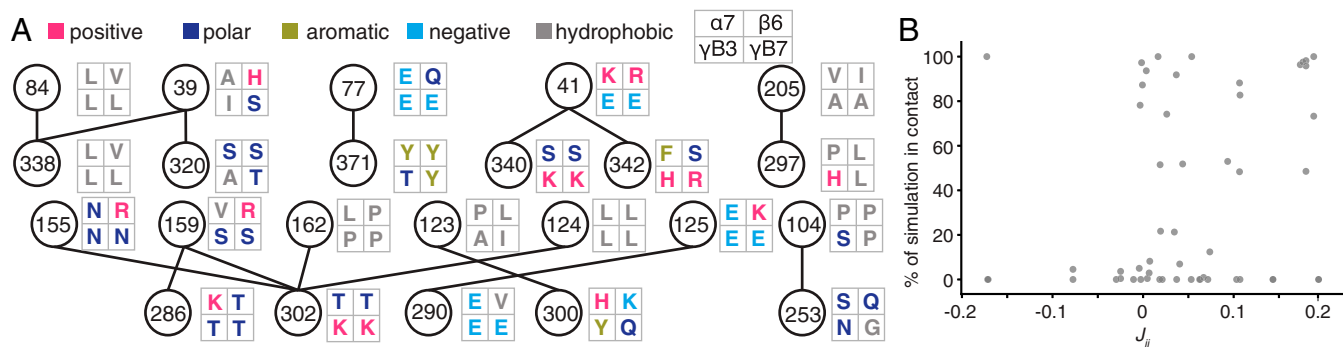 A positive polar aromatic negative hydrophobic
α7 β6
γB3 γB7
84 L V 39 A H 77 E Q 41 K R 205 V I
L L I S E E E E A A
338 L V 320 S S 371 Y Y 340 S S 342 F S 297 P L
L L A T T Y K K H R H L
155 N R 159 V R 162 L P 123 P L 124 L L 125 E K 104 P P
N N S S P P A I L L E E S P
286 K T 302 T T 290 E V 300 H K 253 S Q
T T K K E E Y Q N G
B
% of simulation in contact
100
80
60
40
20
0
-0.2 -0.1 0 0.1 0.2
Jij